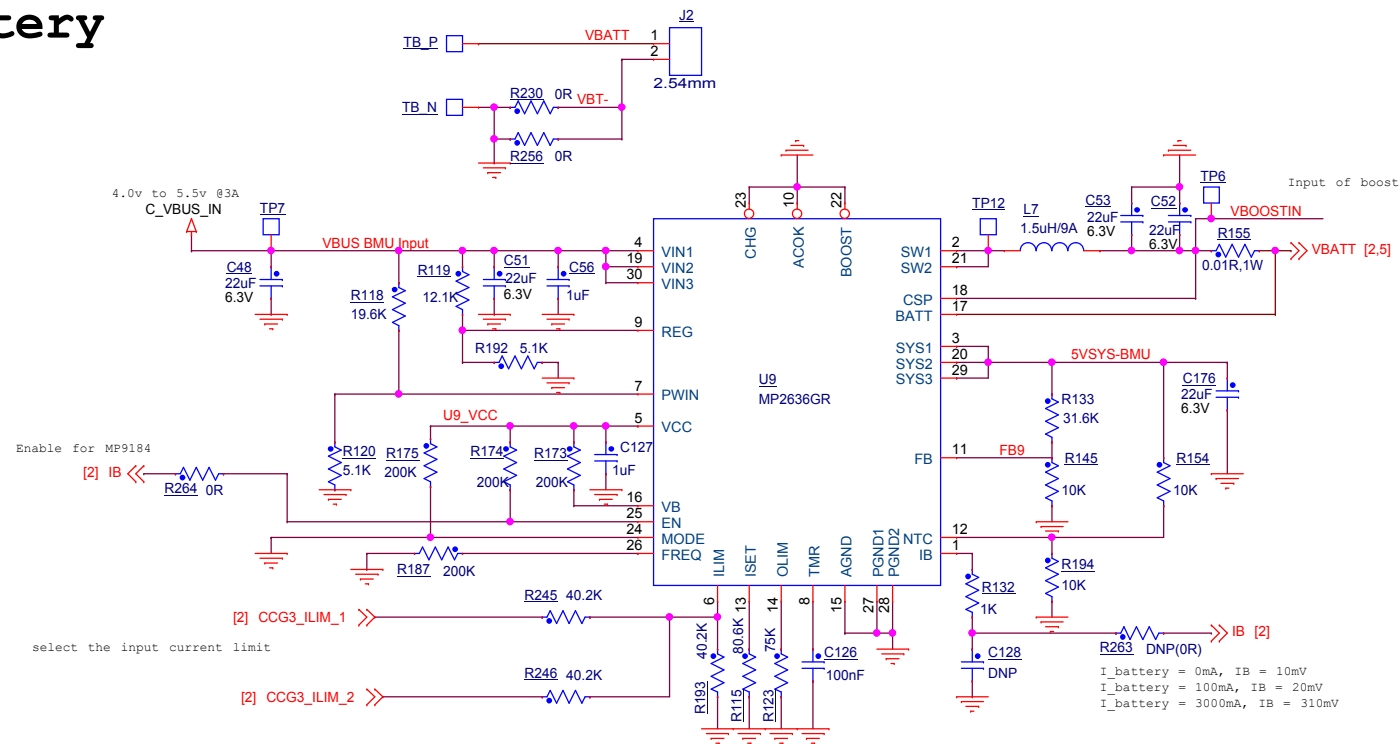 tery
J2
TB_P
VBATT
1
2
2.54mm
TB_N
R230 0R
VBT-
R256 0R
4.0v to 5.5v @3A
C_VBUS_IN
TP7
VBUS BMU Input
C48
22uF
6.3V
R118
19.6K
R119
12.1K
C51
22uF
6.3V
C56
1uF
R192 5.1K
U9_VCC
R120
5.1K
R175
200K
R174
200K
R173
200K
C127
1uF
Enable for MP9184
[2] IB
R264 0R
R187 200K
4 VIN1
19 VIN2
30 VIN3
9 REG
7 PWIN
5 VCC
16 VB
25 EN
24 MODE
26 FREQ
23 CHG
10 ACOK
22 BOOST
U9
MP2636GR
SW1 2
SW2 21
CSP 18
BATT 17
SYS1 3
SYS2 20
SYS3 29
FB 11
NTC 12
IB 1
ILIM 6
ISET 13
OLIM 14
TMR 8
AGND 15
PGND1 27
PGND2 28
TP12
L7
1.5uH/9A
C53
22uF
6.3V
C52
22uF
6.3V
TP6
Input of boost
VBOOSTIN
R155
0.01R,1W
VBATT [2,5]
5VSYS-BMU
C176
22uF
6.3V
R133
31.6K
FB9
R145
10K
R154
10K
R194
10K
R132
1K
C128
DNP
R263 DNP(0R)
IB [2]
I_battery = 0mA, IB = 10mV
I_battery = 100mA, IB = 20mV
I_battery = 3000mA, IB = 310mV
[2] CCG3_ILIM_1
R245 40.2K
select the input current limit
[2] CCG3_ILIM_2
R246 40.2K
R193 40.2K
R115 80.6K
R123 75K
C126
100nF